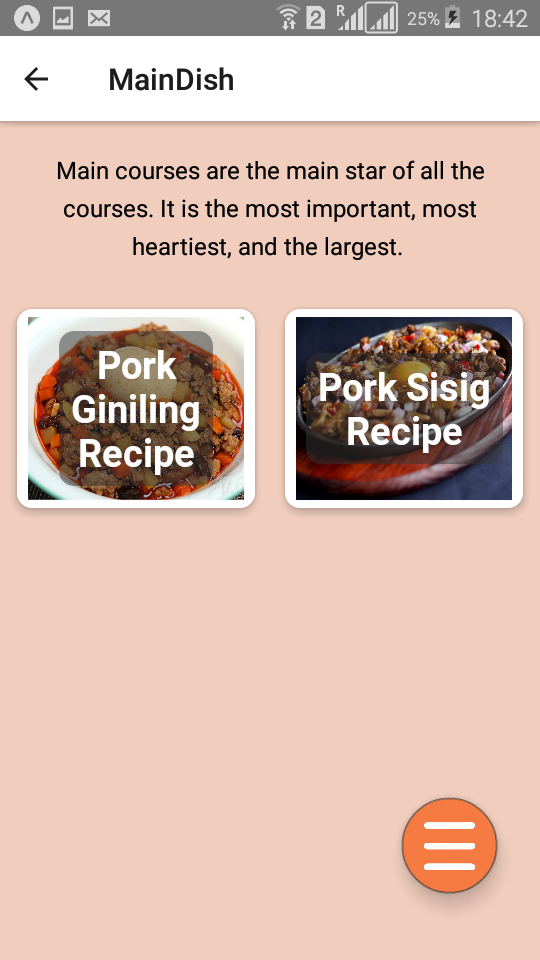 2 R 25% 18:42
MainDish
Main courses are the main star of all the
courses. It is the most important, most
heartiest, and the largest.
Pork
Giniling
Recipe
Pork Sisig
Recipe